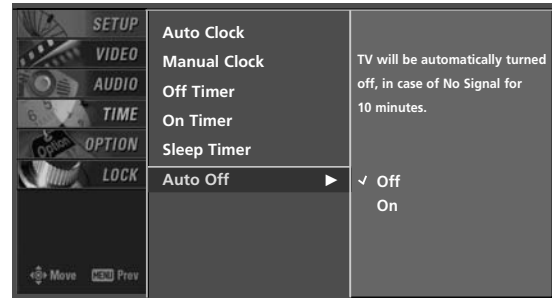 SETUP
VIDEO
AUDIO
TIME
Option OPTION
LOCK
Move MENU Prev
Auto Clock
Manual Clock
Off Timer
On Timer
Sleep Timer
Auto Off ►
TV will be automatically turned
off, in case of No Signal for
10 minutes.
✓ Off
On